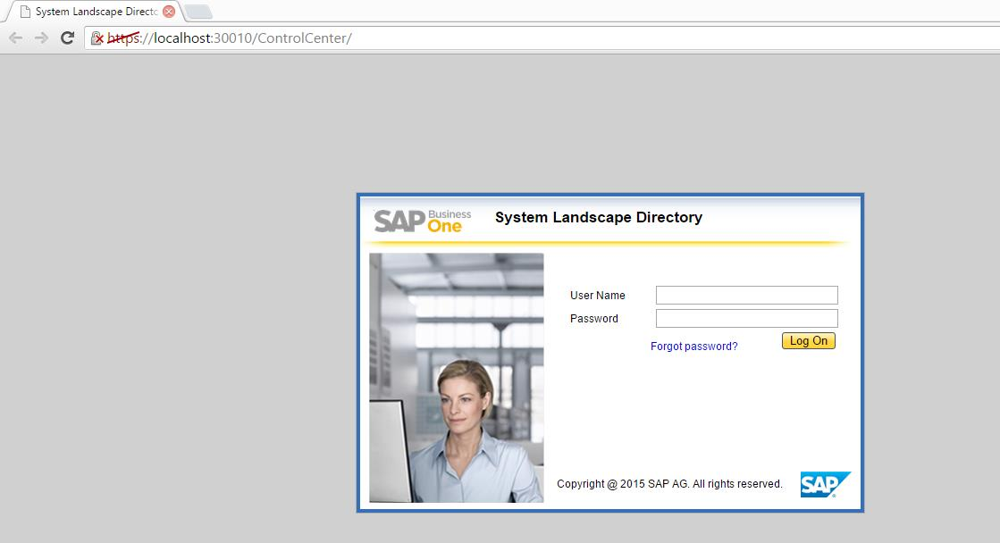 System Landscape Directc
https://localhost:30010/ControlCenter/
SAP Business One
System Landscape Directory
User Name
Password
Forgot password?
Log On
Copyright @ 2015 SAP AG. All rights reserved.
SAP